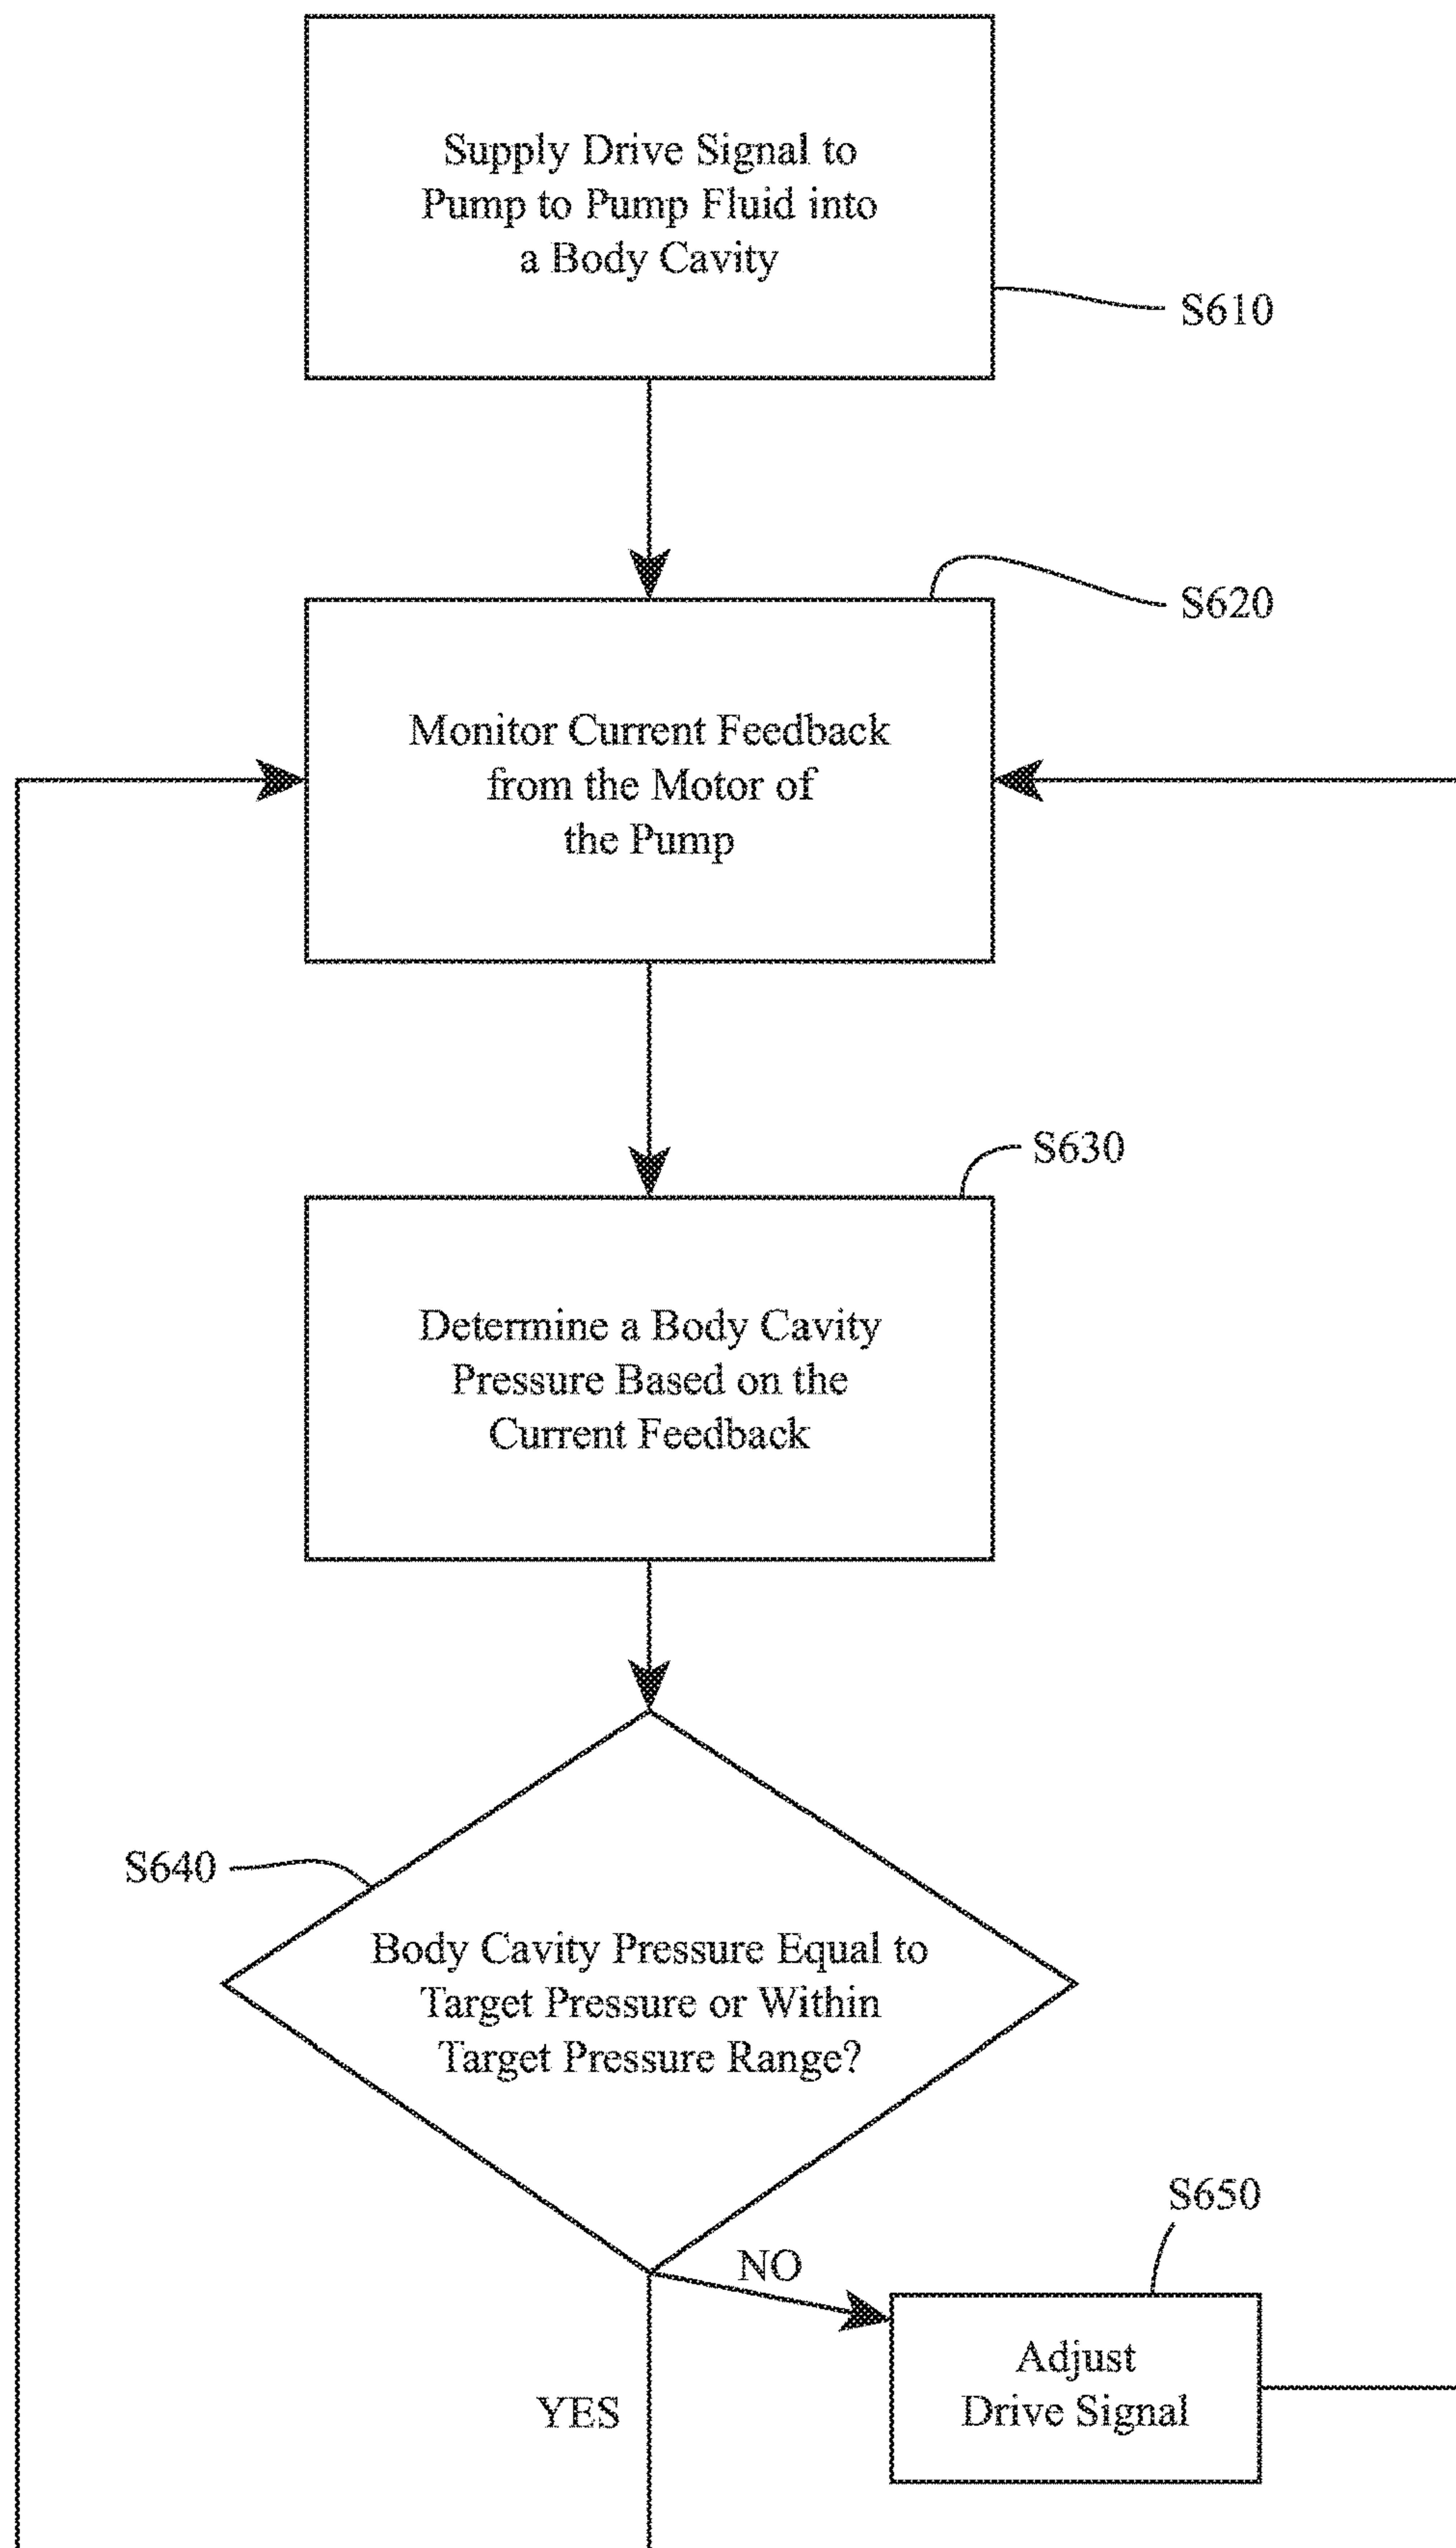 Supply Drive Signal to
Pump to Pump Fluid into
a Body Cavity
S610
S620
Monitor Current Feedback
from the Motor of
the Pump
S630
Determine a Body Cavity
Pressure Based on the
Current Feedback
S640
Body Cavity Pressure Equal to
Target Pressure or Within
Target Pressure Range?
S650
NO
Adjust
Drive Signal
YES